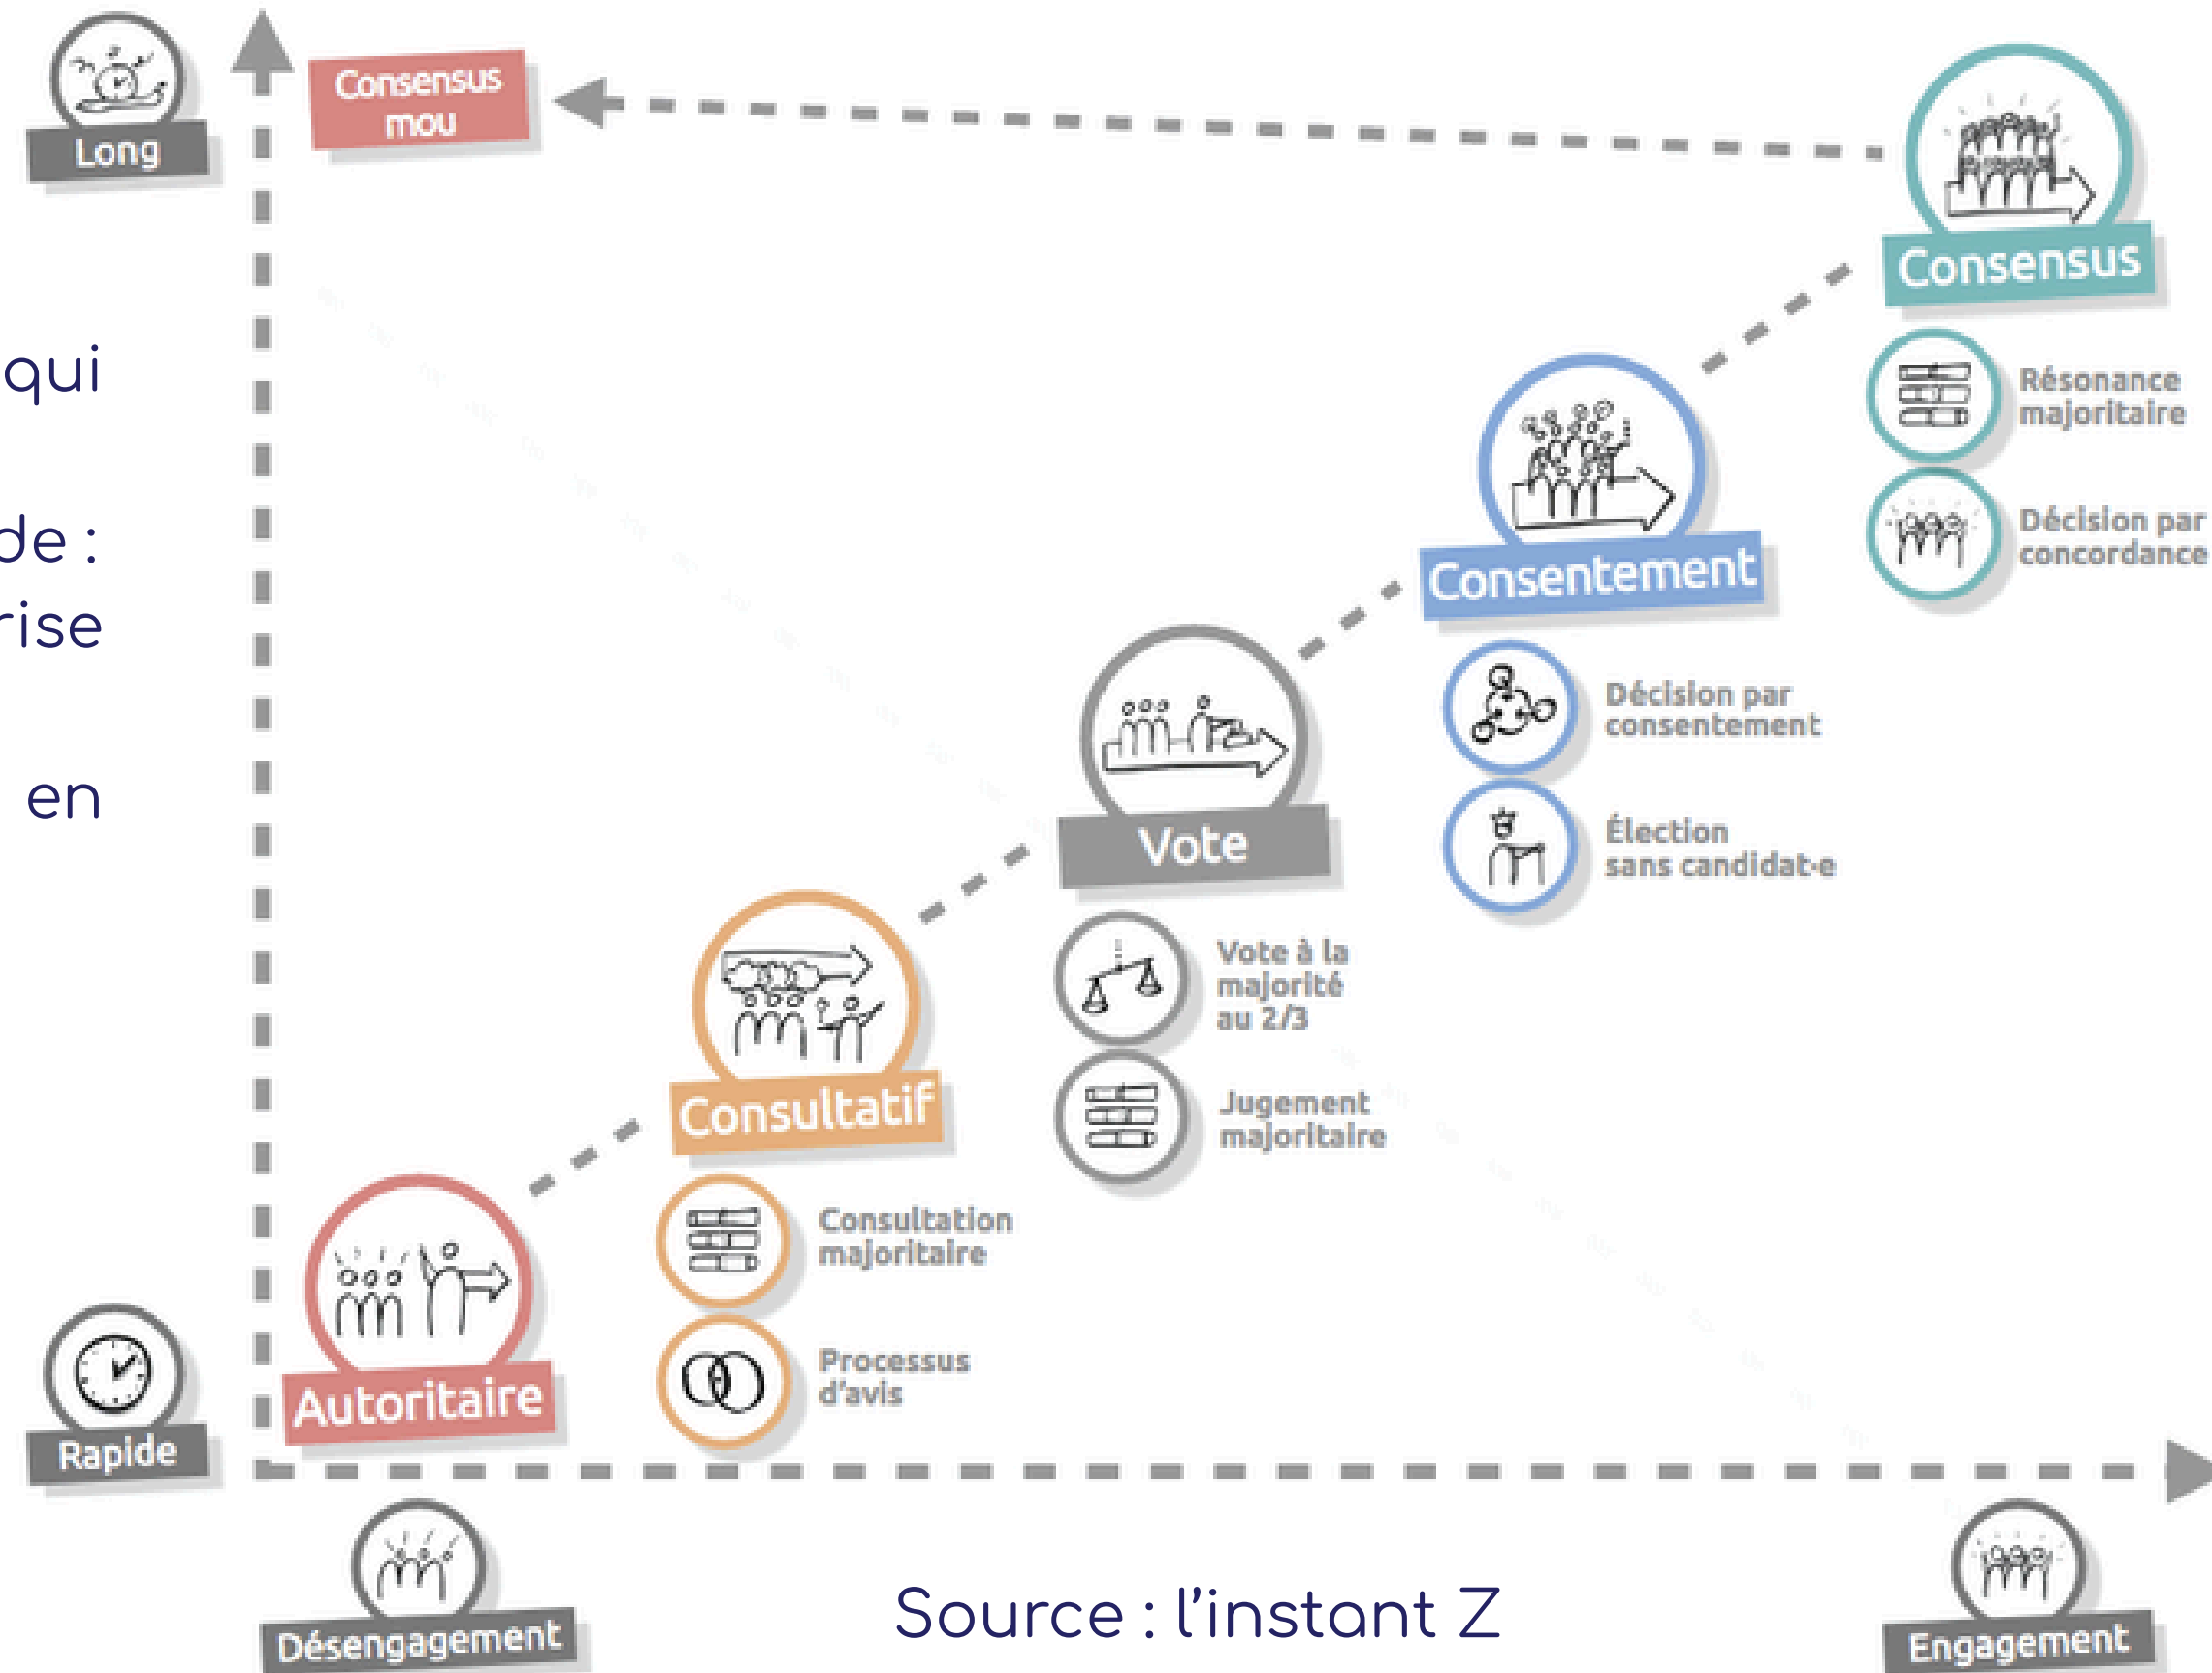 qui
de :
rise
en
Long
Consensus
mou
Consensus
Résonance
majoritaire
Décision par
concordance
Consentement
Décision par
consentement
Élection
sans candidat·e
Vote
Vote à la
majorité
au 2/3
Jugement
majoritaire
Consultatif
Consultation
majoritaire
Processus
d'avis
Autoritaire
Rapide
Désengagement
Source : l'instant Z
Engagement